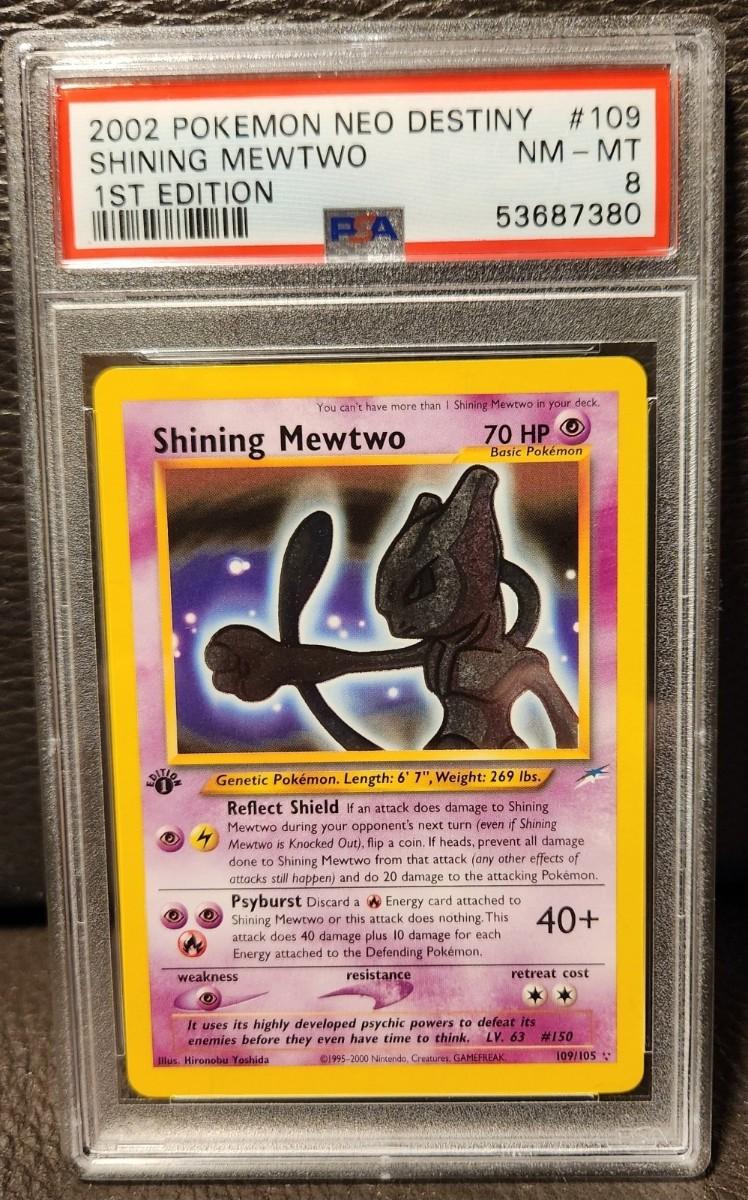 2002 POKEMON NEO DESTINY #109
SHINING MEWTWO NM - MT
1ST EDITION 8
PSA 53687380
You can't have more than 1 Shining Mewtwo in your deck.
Shining Mewtwo 70 HP
Basic Pokémon
EDITION
1
Genetic Pokémon. Length: 6' 7", Weight: 269 lbs.
Reflect Shield If an attack does damage to Shining
Mewtwo during your opponent's next turn (even if Shining
Mewtwo is Knocked Out), flip a coin. If heads, prevent all damage
done to Shining Mewtwo from that attack (any other effects of
attacks still happen) and do 20 damage to the attacking Pokémon.
Psyburst Discard a Energy card attached to
Shining Mewtwo or this attack does nothing. This
attack does 40 damage plus 10 damage for each
Energy attached to the Defending Pokémon.
40+
weakness resistance retreat cost
It uses its highly developed psychic powers to defeat its
enemies before they even have time to think. LV. 63 #150
Illus. Hironobu Yoshida ©1995-2000 Nintendo, Creatures, GAMEFREAK. 109/105